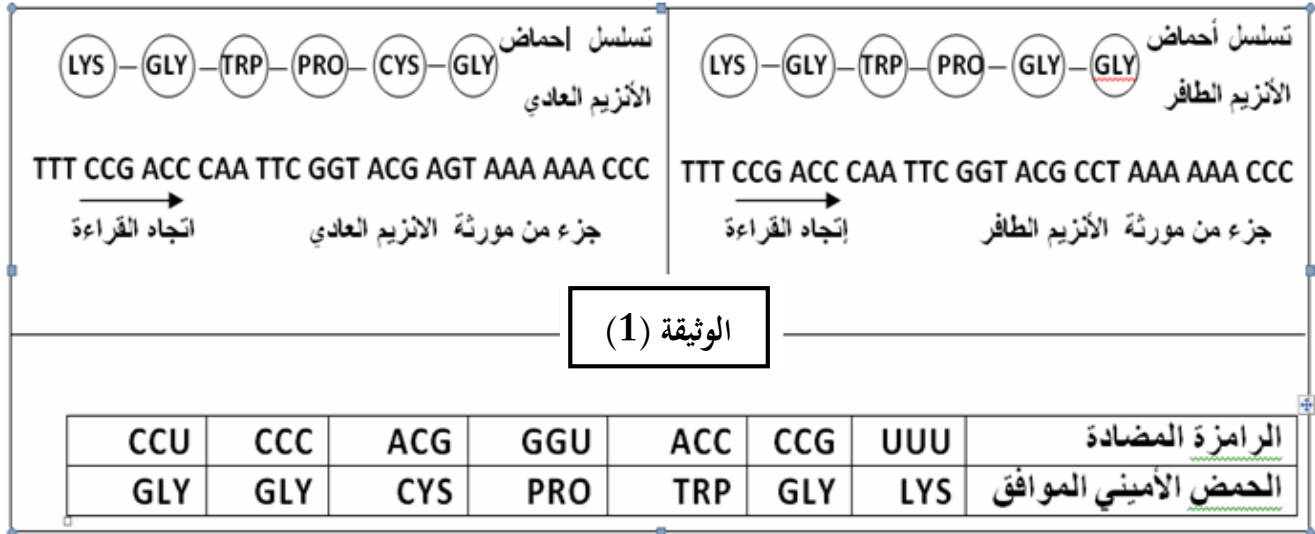 تسلسل أحماض
الأنزيم الطافر
LYS GLY TRP PRO GLY GLY
TTT CCG ACC CAA TTC GGT ACG CCT AAA AAA CCC
جزء من مورثة الأنزيم الطافر
إتجاه القراءة
تسلسل إحماض
الأنزيم العادي
LYS GLY TRP PRO CYS GLY
TTT CCG ACC CAA TTC GGT ACG AGT AAA AAA CCC
جزء من مورثة الانزيم العادي
اتجاه القراءة
الوثيقة (1)
الرامزة المضادة UUU CCG ACC GGU ACG CCC CCU
الحمض الأميني الموافق LYS GLY TRP PRO CYS GLY GLY